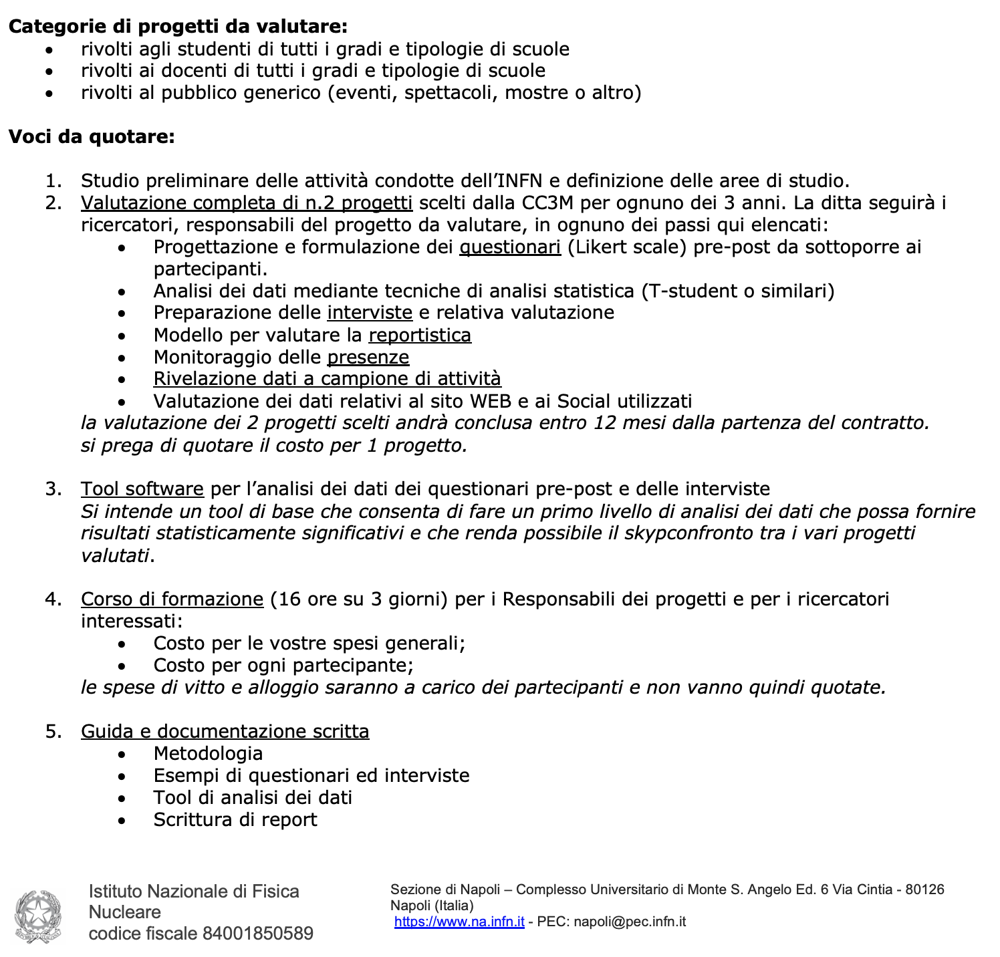 Categorie di progetti da valutare:
• rivolti agli studenti di tutti i gradi e tipologie di scuole
• rivolti ai docenti di tutti i gradi e tipologie di scuole
• rivolti al pubblico generico (eventi, spettacoli, mostre o altro)
Voci da quotare:
1. Studio preliminare delle attività condotte dell’INFN e definizione delle aree di studio.
2. Valutazione completa di n.2 progetti scelti dalla CC3M per ognuno dei 3 anni. La ditta seguirà i
ricercatori, responsabili del progetto da valutare, in ognuno dei passi qui elencati:
• Progettazione e formulazione dei questionari (Likert scale) pre-post da sottoporre ai
partecipanti.
• Analisi dei dati mediante tecniche di analisi statistica (T-student o similari)
• Preparazione delle interviste e relativa valutazione
• Modello per valutare la reportistica
• Monitoraggio delle presenze
• Rivelazione dati a campione di attività
• Valutazione dei dati relativi al sito WEB e ai Social utilizzati
la valutazione dei 2 progetti scelti andrà conclusa entro 12 mesi dalla partenza del contratto.
si prega di quotare il costo per 1 progetto.
3. Tool software per l’analisi dei dati dei questionari pre-post e delle interviste
Si intende un tool di base che consenta di fare un primo livello di analisi dei dati che possa fornire
risultati statisticamente significativi e che renda possibile il skypconfronto tra i vari progetti
valutati.
4. Corso di formazione (16 ore su 3 giorni) per i Responsabili dei progetti e per i ricercatori
interessati:
• Costo per le vostre spesi generali;
• Costo per ogni partecipante;
le spese di vitto e alloggio saranno a carico dei partecipanti e non vanno quindi quotate.
5. Guida e documentazione scritta
• Metodologia
• Esempi di questionari ed interviste
• Tool di analisi dei dati
• Scrittura di report
Istituto Nazionale di Fisica
Nucleare
codice fiscale 84001850589
Sezione di Napoli – Complesso Universitario di Monte S. Angelo Ed. 6 Via Cintia - 80126
Napoli (Italia)
https://www.na.infn.it - PEC: napoli@pec.infn.it